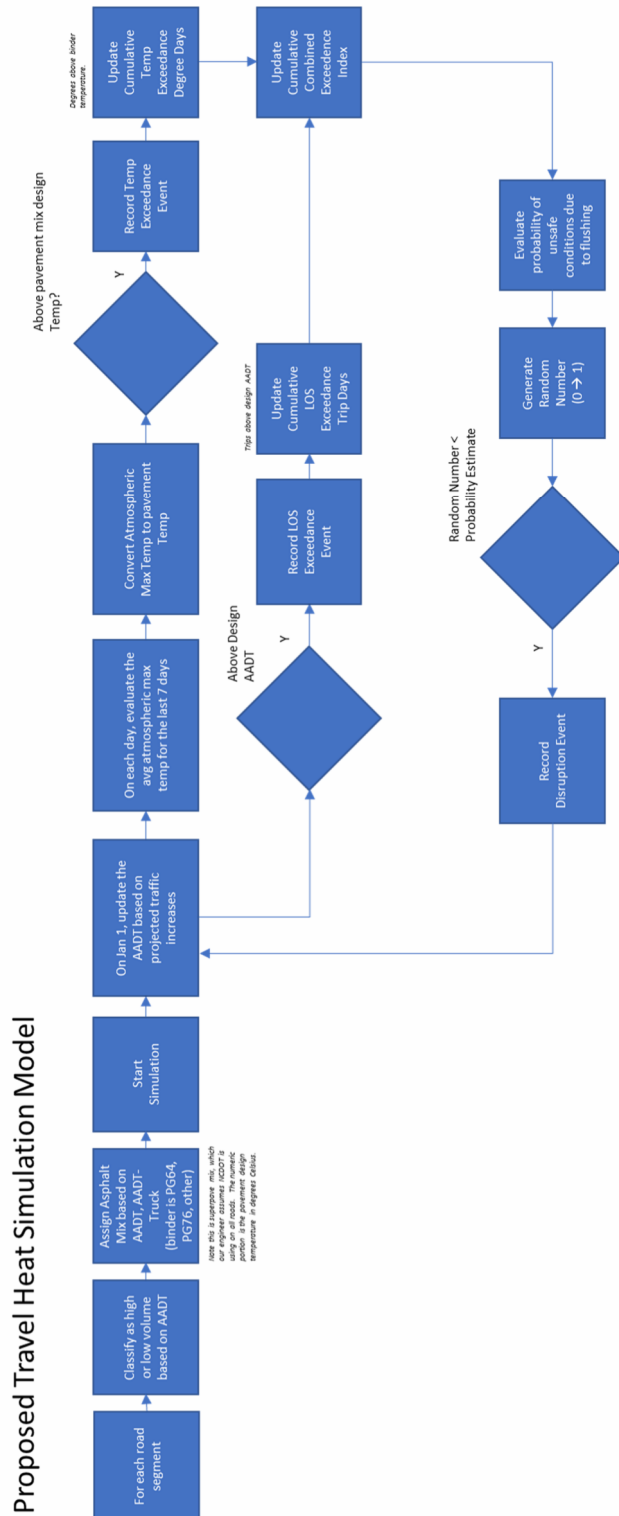 Proposed Travel Heat Simulation Model
For each road
segment
Classify as high
or low volume
based on AADT
Assign Asphalt
Mix based on
AADT, AADT-
Truck
(binder is PG64,
PG76, other)
Note this is superpave mix, which
our engineer assumes NCDOT is
using on all roads. The numeric
portion is the pavement design
temperature in degrees Celsius.
Start
Simulation
On Jan 1, update the
AADT based on
projected traffic
increases
On each day, evaluate the
avg atmospheric max
temp for the last 7 days
Convert Atmospheric
Max Temp to pavement
Temp
Above pavement mix design
Temp?
Y
Record Temp
Exceedance
Event
Degrees above binder
temperature.
Update
Cumulative
Temp
Exceedance
Degree Days
Above Design
AADT
Y
Record LOS
Exceedance
Event
Trips above design AADT
Update
Cumulative
LOS
Exceedance
Trip Days
Update
Cumulative
Combined
Exceedence
Index
Evaluate
probability of
unsafe
conditions due
to flushing
Generate
Random
Number
(0 → 1)
Random Number <
Probability Estimate
Y
Record
Disruption Event